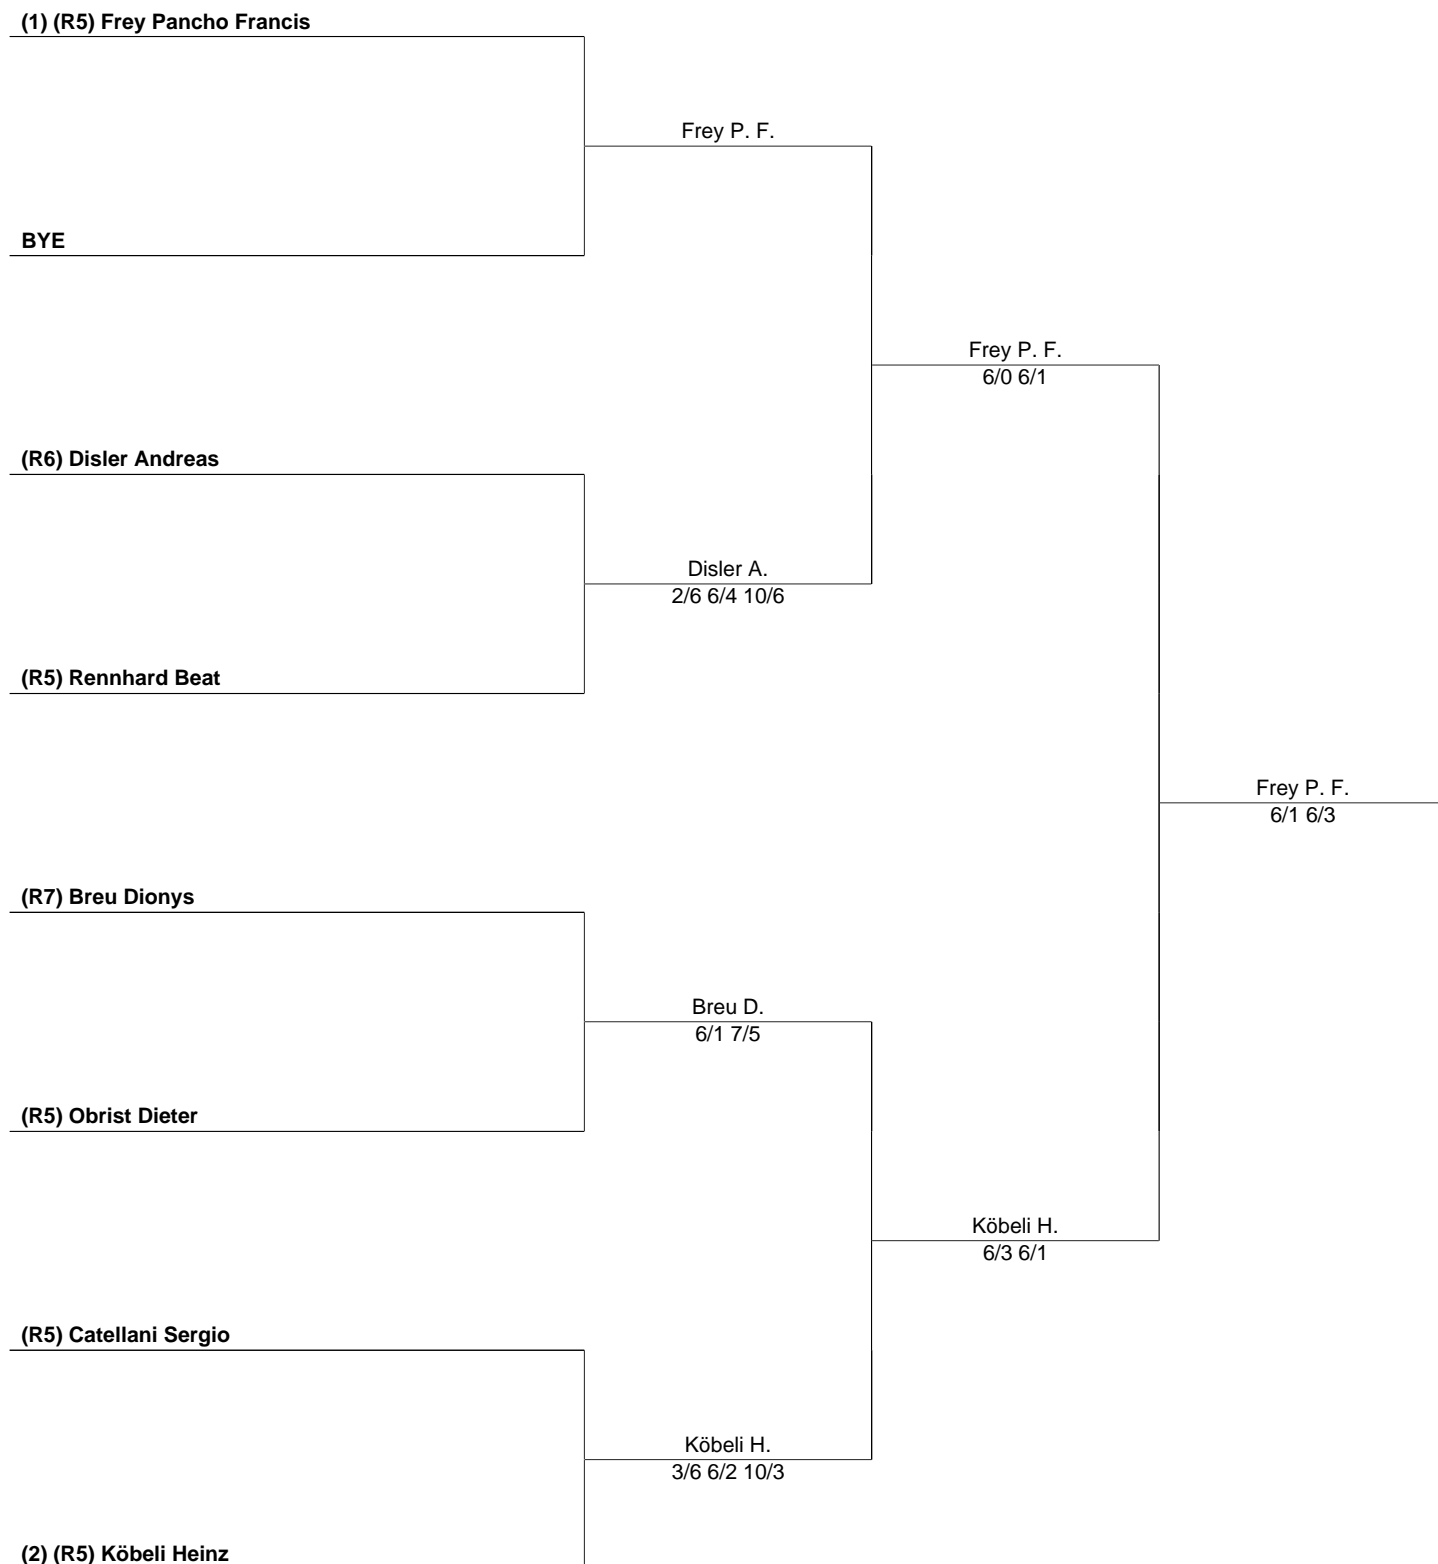 (1) (R5) Frey Pancho Francis
Frey P. F.
BYE
Frey P. F.
6/0 6/1
(R6) Disler Andreas
Disler A.
2/6 6/4 10/6
(R5) Rennhard Beat
Frey P. F.
6/1 6/3
(R7) Breu Dionys
Breu D.
6/1 7/5
(R5) Obrist Dieter
Köbeli H.
6/3 6/1
(R5) Catellani Sergio
Köbeli H.
3/6 6/2 10/3
(2) (R5) Köbeli Heinz